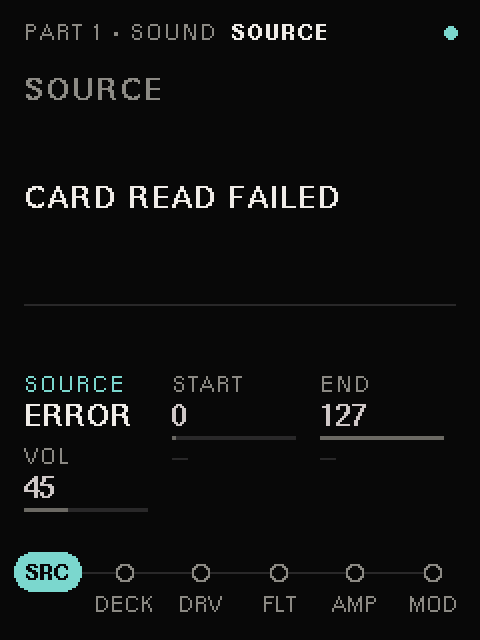 PART 1 · SOUND SOURCE
SOURCE
CARD READ FAILED
SOURCE START END
ERROR 0 127
VOL — —
45
SRC
DECK DRV FLT AMP MOD